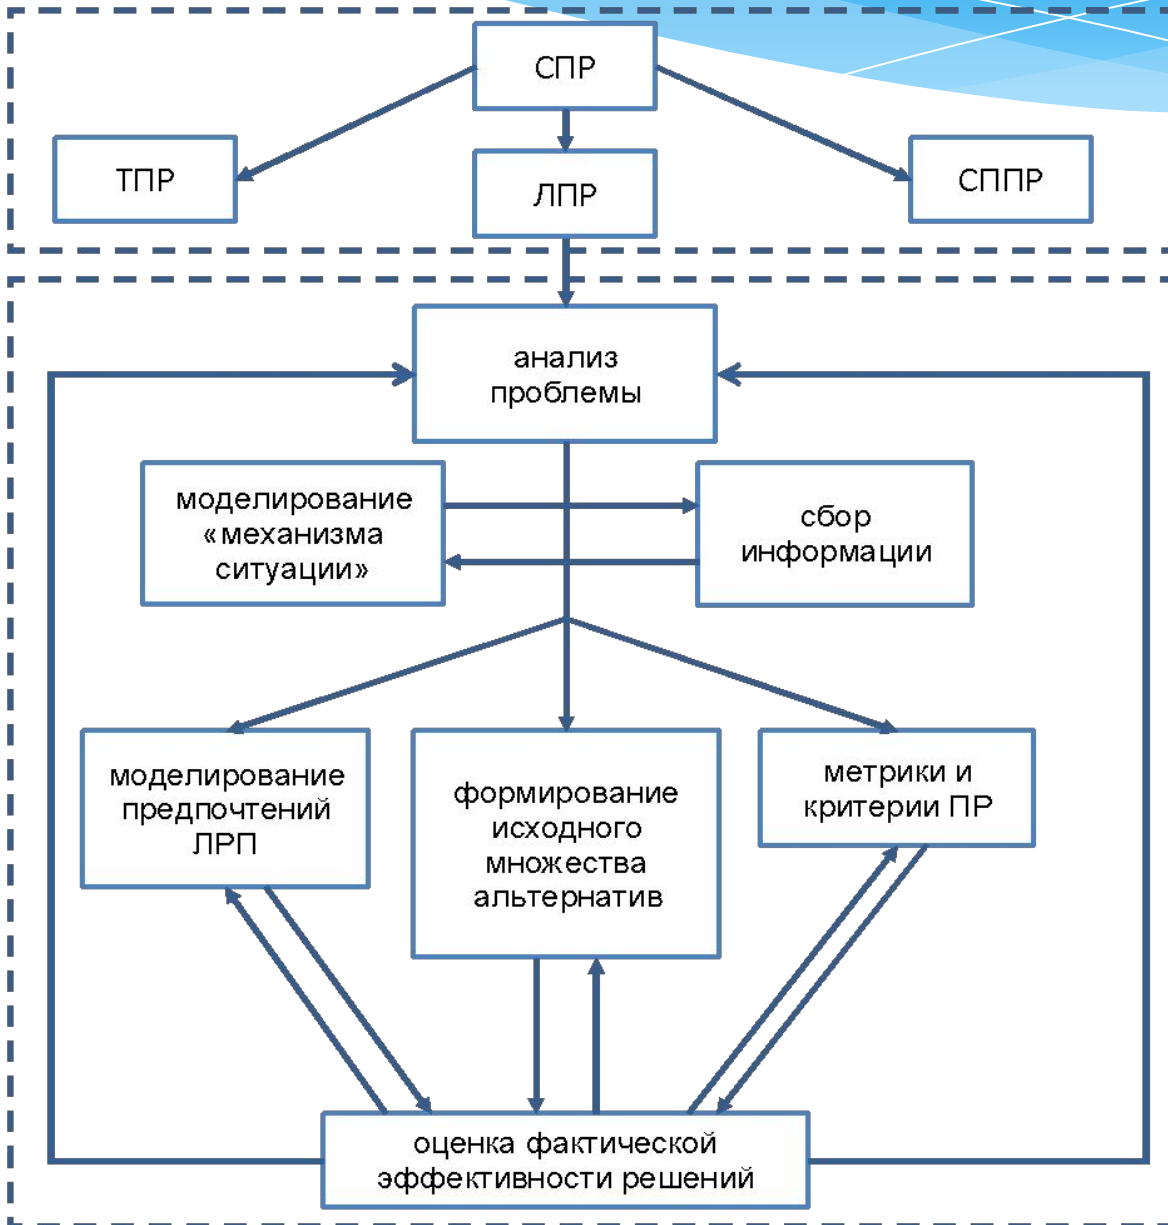 СПР
ТПР
ЛПР
СППР
анализ
проблемы
моделирование
«механизма
ситуации»
сбор
информации
моделирование
предпочтений
ЛРП
формирование
исходного
множества
альтернатив
метрики и
критерии ПР
оценка фактической
эффективности решений